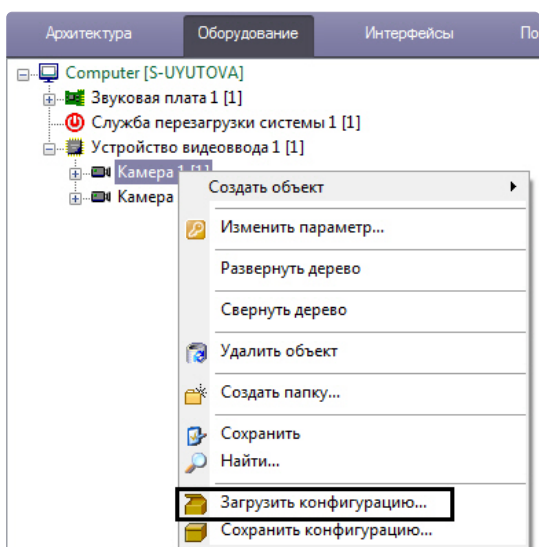 Архитектура Оборудование Интерфейсы
Computer [S-UYUTOVA]
Звуковая плата 1 [1]
Служба перезагрузки системы 1 [1]
Устройство видеоввода 1 [1]
Камера 1 [1]
Камера
Создать объект
Изменить параметр...
Развернуть дерево
Свернуть дерево
Удалить объект
Создать папку...
Сохранить
Найти...
Загрузить конфигурацию...
Сохранить конфигурацию...